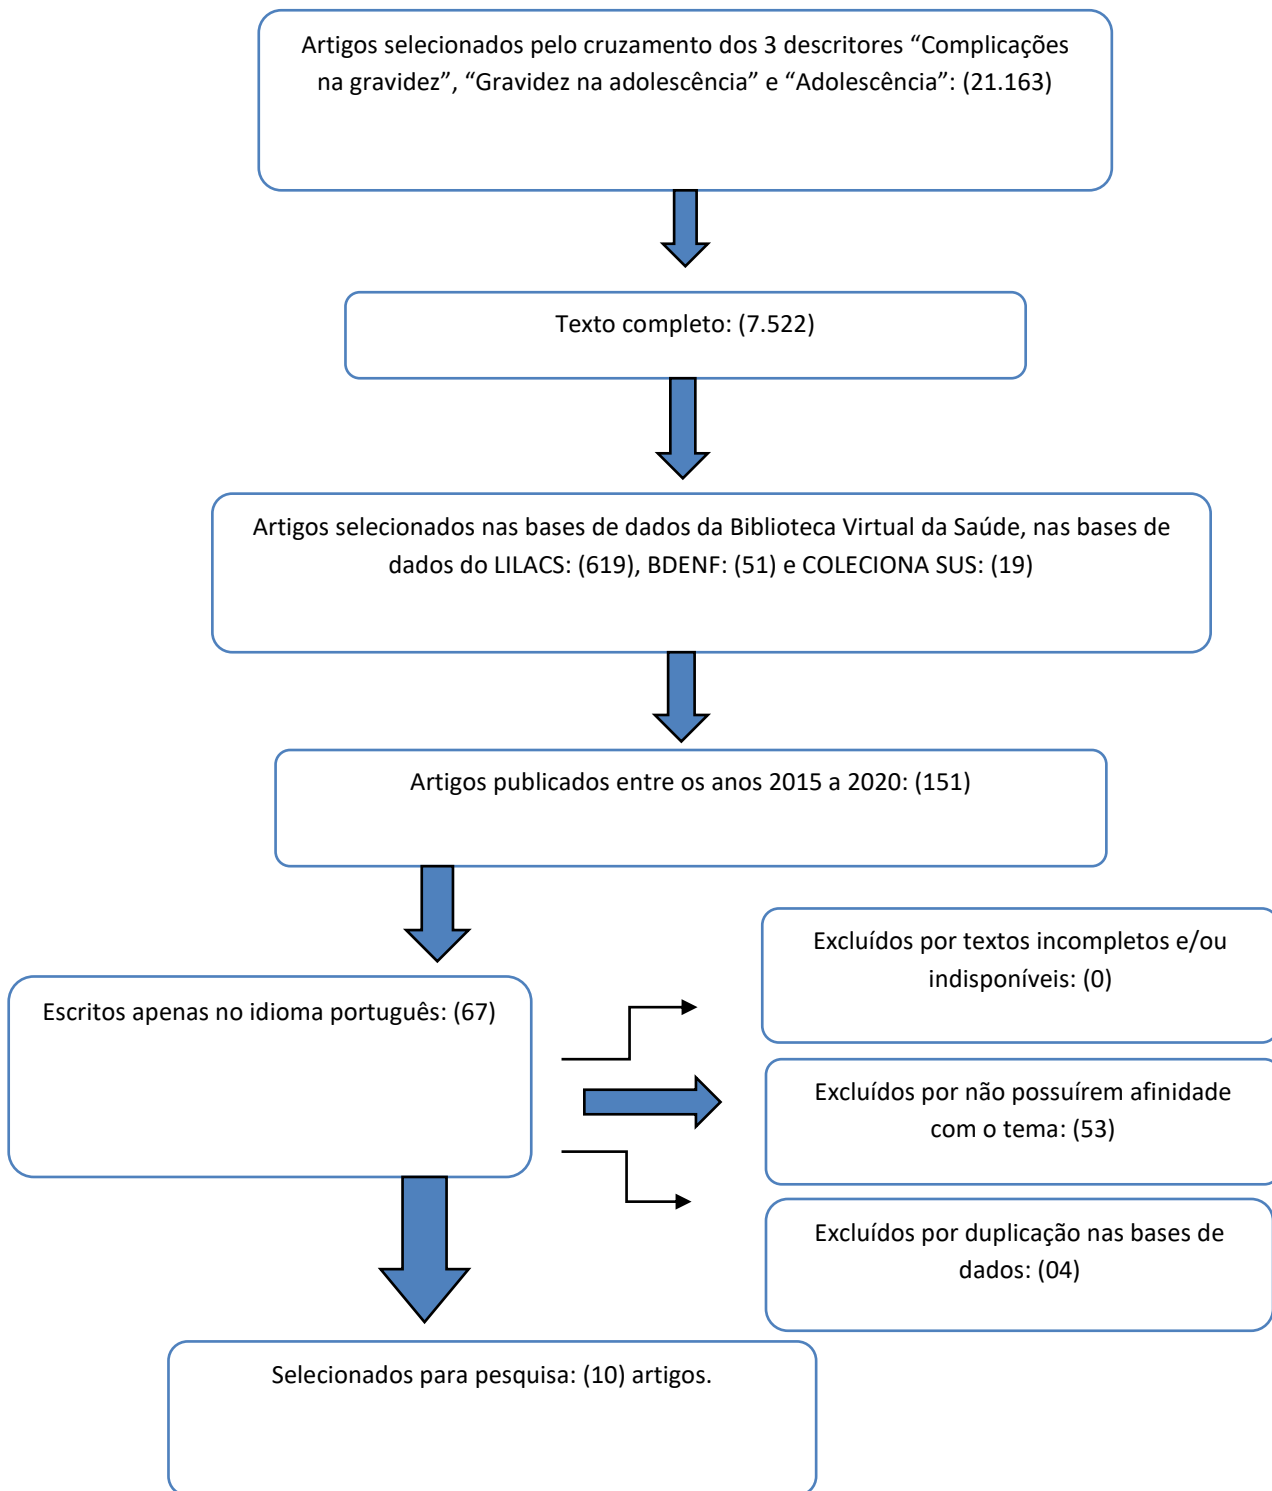 Artigos selecionados pelo cruzamento dos 3 descritores “Complicações
na gravidez”, “Gravidez na adolescência” e “Adolescência”: (21.163)
Texto completo: (7.522)
Artigos selecionados nas bases de dados da Biblioteca Virtual da Saúde, nas bases de
dados do LILACS: (619), BDENF: (51) e COLECIONA SUS: (19)
Artigos publicados entre os anos 2015 a 2020: (151)
Escritos apenas no idioma português: (67)
Excluídos por textos incompletos e/ou
indisponíveis: (0)
Excluídos por não possuírem afinidade
com o tema: (53)
Excluídos por duplicação nas bases de
dados: (04)
Selecionados para pesquisa: (10) artigos.